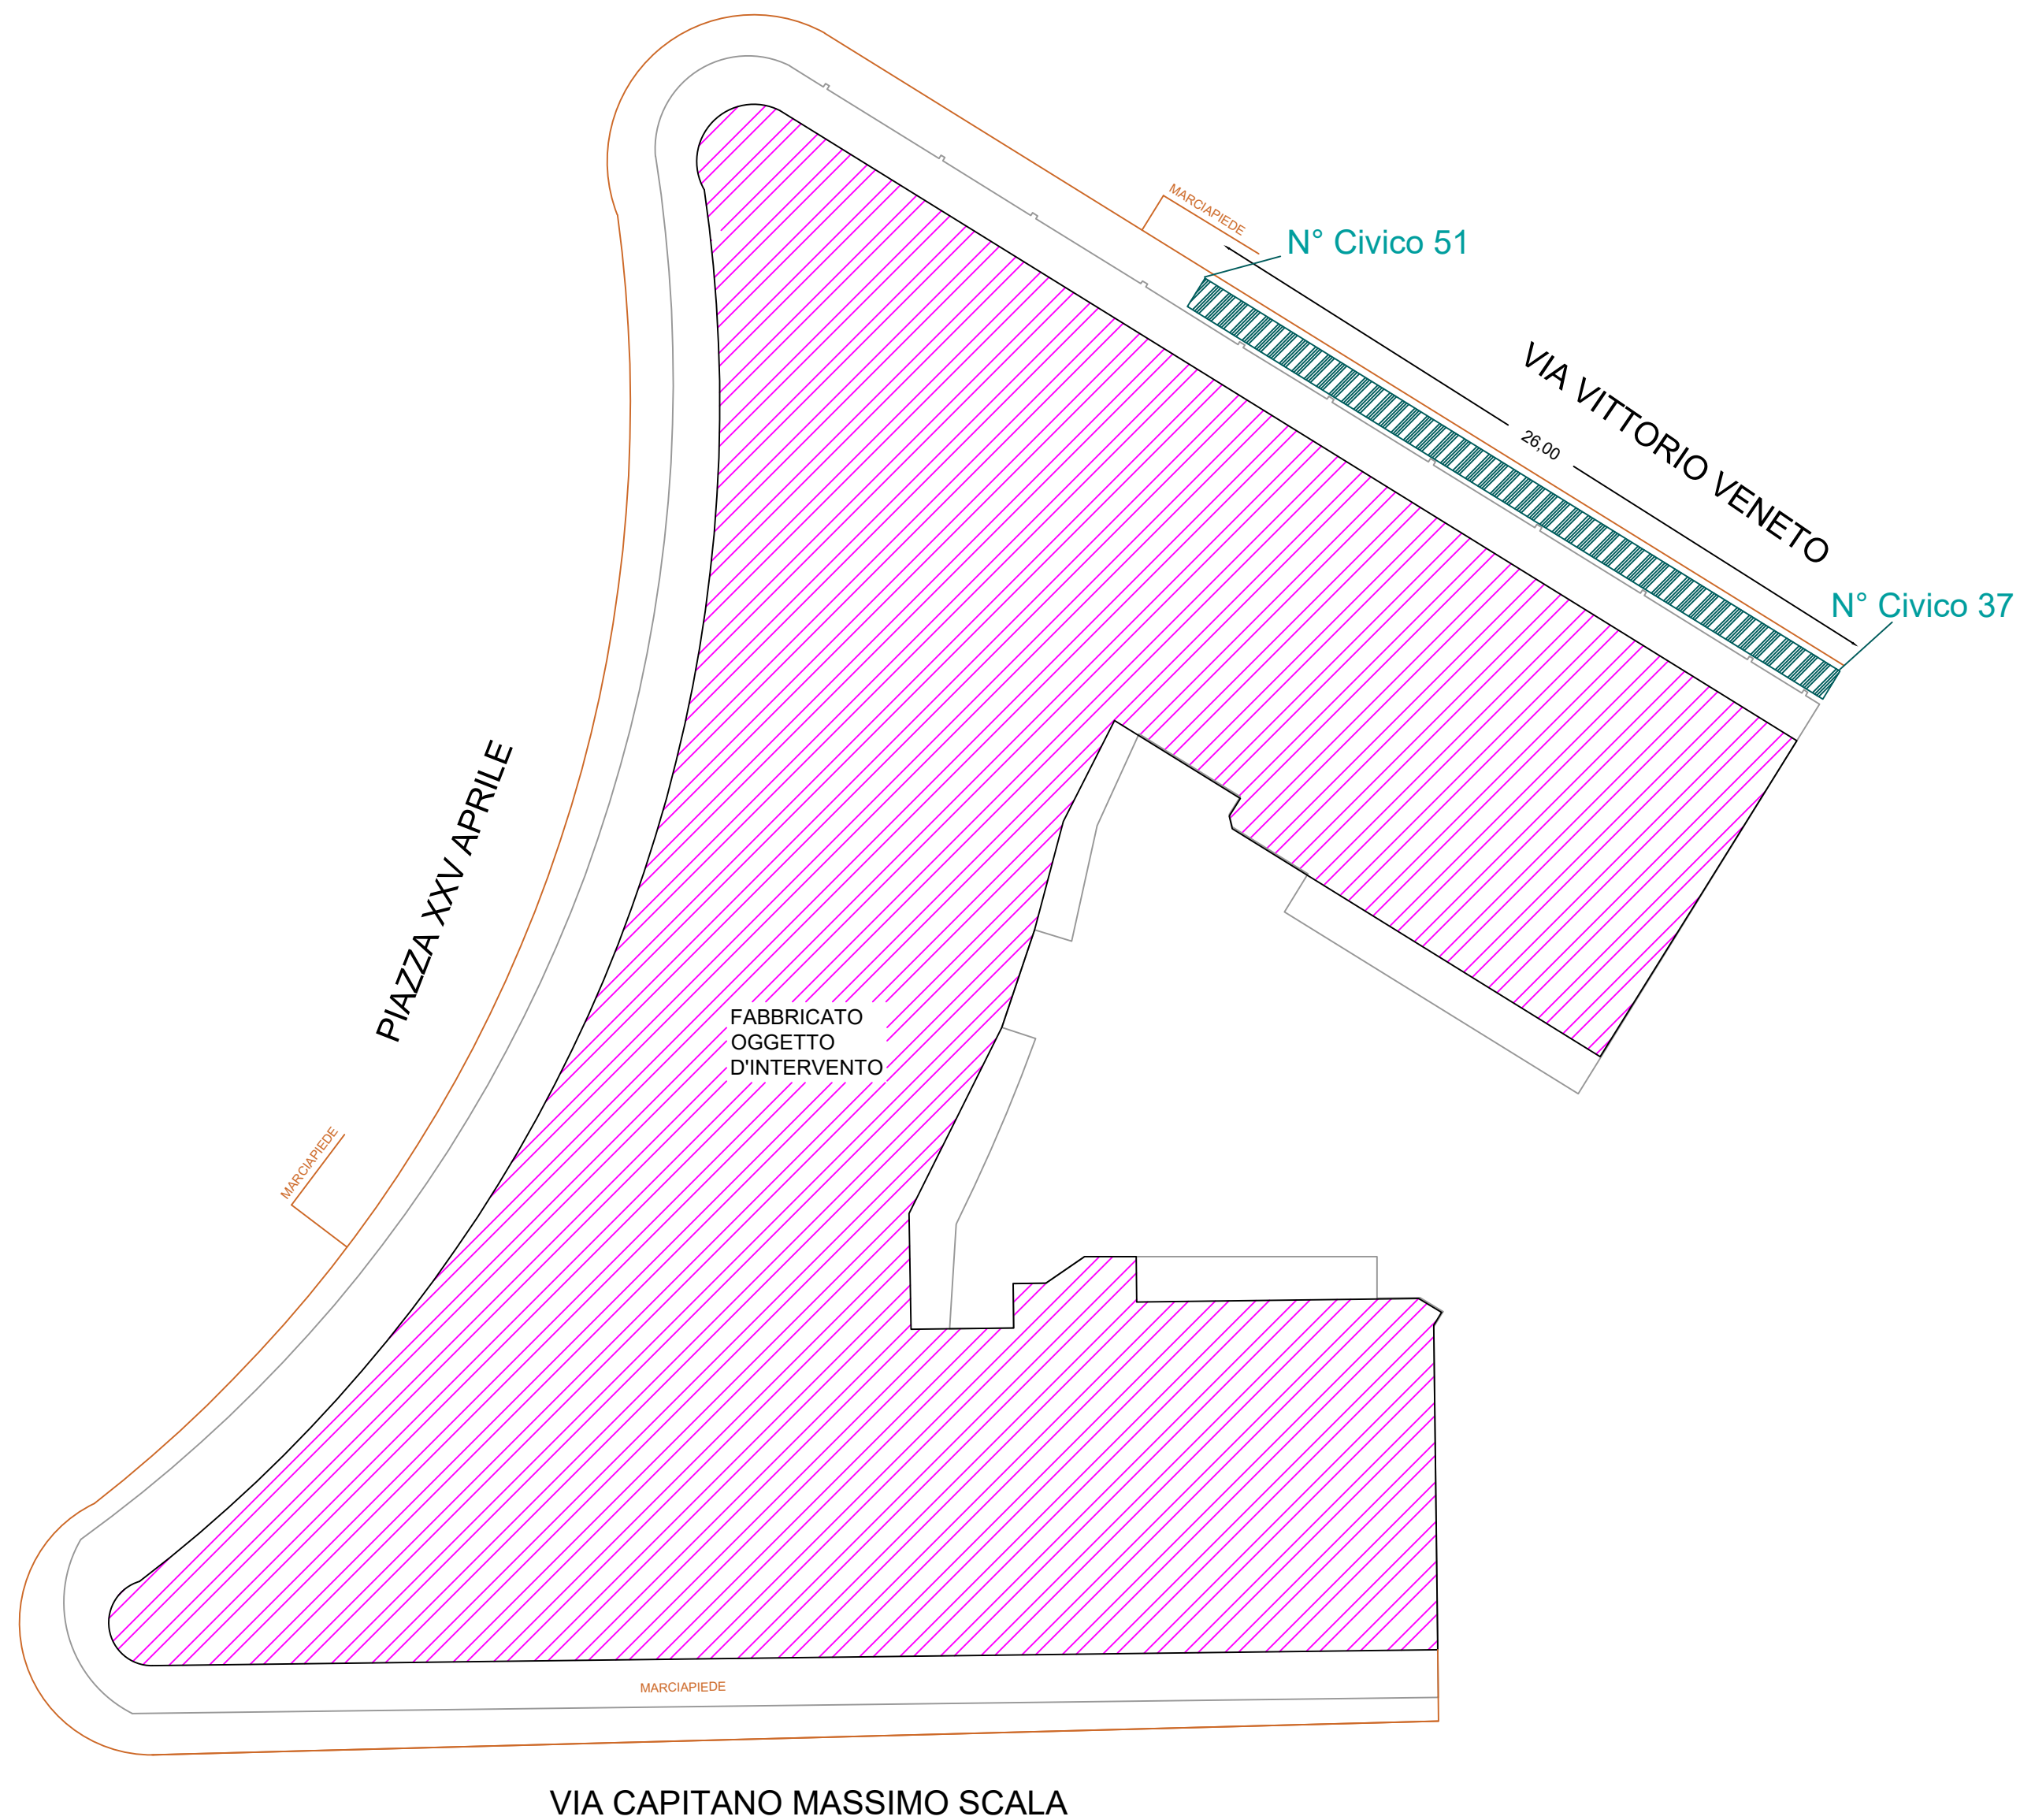 MARCIAPIEDE
N° Civico 51
VIA VITTORIO VENETO
26,00
N° Civico 37
PIAZZA XXV APRILE
FABBRICATO
OGGETTO
D'INTERVENTO
MARCIAPIEDE
MARCIAPIEDE
VIA CAPITANO MASSIMO SCALA